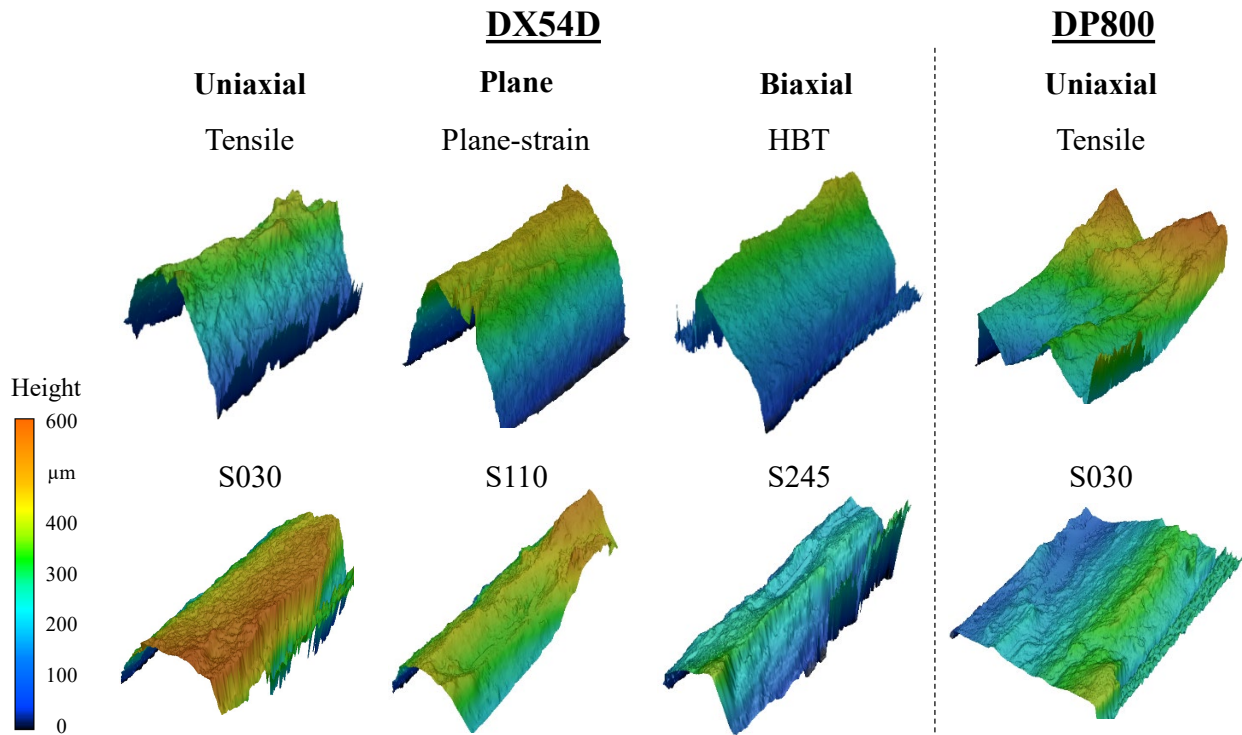 DX54D DP800
Uniaxial Plane Biaxial Uniaxial
Tensile Plane-strain HBT Tensile
Height
600
µm
400
300
200
100
0
S030 S110 S245 S030